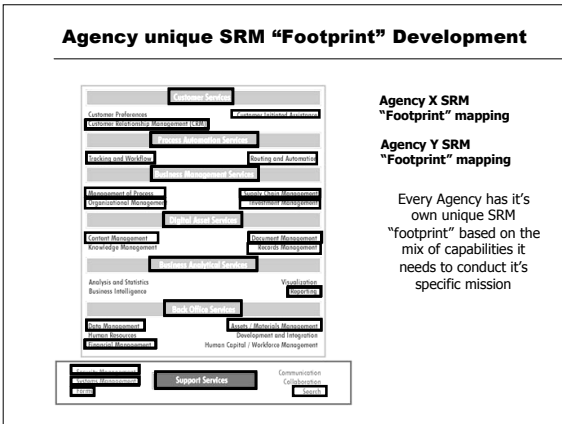 Agency unique SRM “Footprint” Development
Customer Services
Customer Preferences Customer Initiated Assistance
Customer Relationship Management (CRM)
Process Automation Services
Tracking and Workflow Routing and Automation
Business Management Services
Management of Process Supply Chain Management
Organizational Management Investment Management
Digital Asset Services
Content Management Document Management
Knowledge Management Records Management
Business Analytical Services
Analysis and Statistics Visualization
Business Intelligence Reporting
Back Office Services
Data Management Assets / Materials Management
Human Resources Development and Integration
Financial Management Human Capital / Workforce Management
Security Management Communication
Systems Management Support Services Collaboration
Forms Search
Agency X SRM
“Footprint” mapping
Agency Y SRM
“Footprint” mapping
Every Agency has it’s
own unique SRM
“footprint” based on the
mix of capabilities it
needs to conduct it’s
specific mission